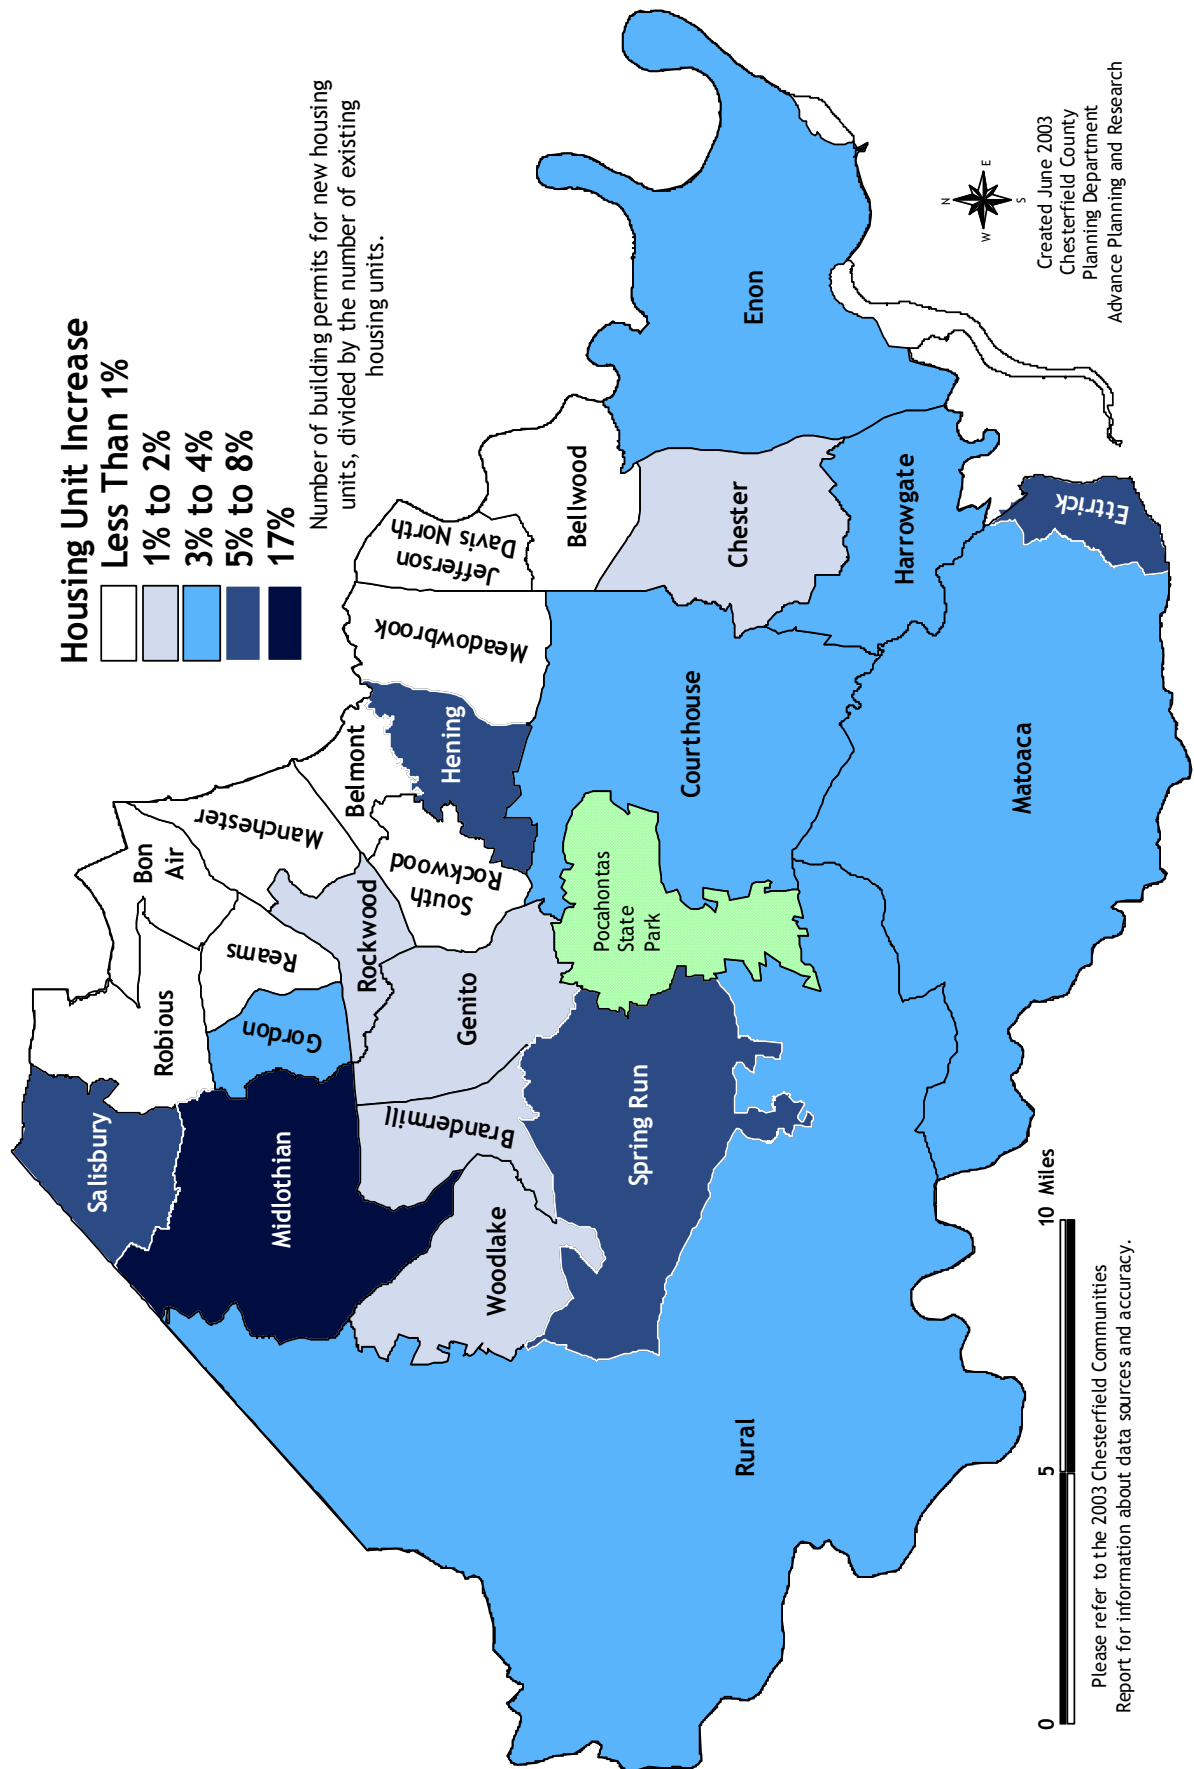 Housing Unit Increase
Less Than 1%
1% to 2%
3% to 4%
5% to 8%
17%
Number of building permits for new housing
units, divided by the number of existing
housing units.
Salisbury
Robious
Bon
Air
Midlothian
Gordon
Reams
Manchester
Belmont
Rockwood
South
Rockwood
Hening
Meadowbrook
Jefferson
Davis North
Bellwood
Brandermill
Genito
Woodlake
Spring Run
Pocahontas
State
Park
Courthouse
Chester
Enon
Harrowgate
Ettrick
Matoaca
Rural
N
W
E
S
Created June 2003
Chesterfield County
Planning Department
Advance Planning and Research
0
5
10 Miles
Please refer to the 2003 Chesterfield Communities
Report for information about data sources and accuracy.